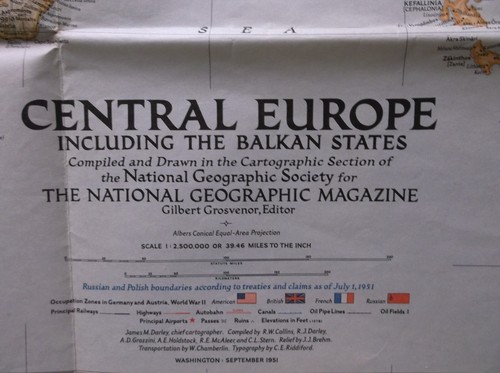 KEFALLINIA
(CEPHALONIA)
SEA
Zákinthos
(Zante)
CENTRAL EUROPE
INCLUDING THE BALKAN STATES
Compiled and Drawn in the Cartographic Section of
the National Geographic Society for
THE NATIONAL GEOGRAPHIC MAGAZINE
Gilbert Grosvenor, Editor
Albers Conical Equal-Area Projection
SCALE 1:2,500,000 OR 39.46 MILES TO THE INCH
STATUTE MILES
KILOMETERS
Russian and Polish boundaries according to treaties and claims as of July 1, 1951
Occupation Zones in Germany and Austria, World War II American British French Russian
Principal Railways Highways Autobahn Canals Oil Pipe Lines Oil Fields
Principal Airports Passes Ruins Elevations in Feet
James M. Darley, chief cartographer. Compiled by R.W. Collins, R.J. Darley,
A.D. Grazzini, A.E. Holdstock, R.E. McAleer and C.L. Stern. Relief by J.J. Brehm.
Transportation by W. Chamberlin. Typography by C.E. Riddiford.
WASHINGTON - SEPTEMBER 1951